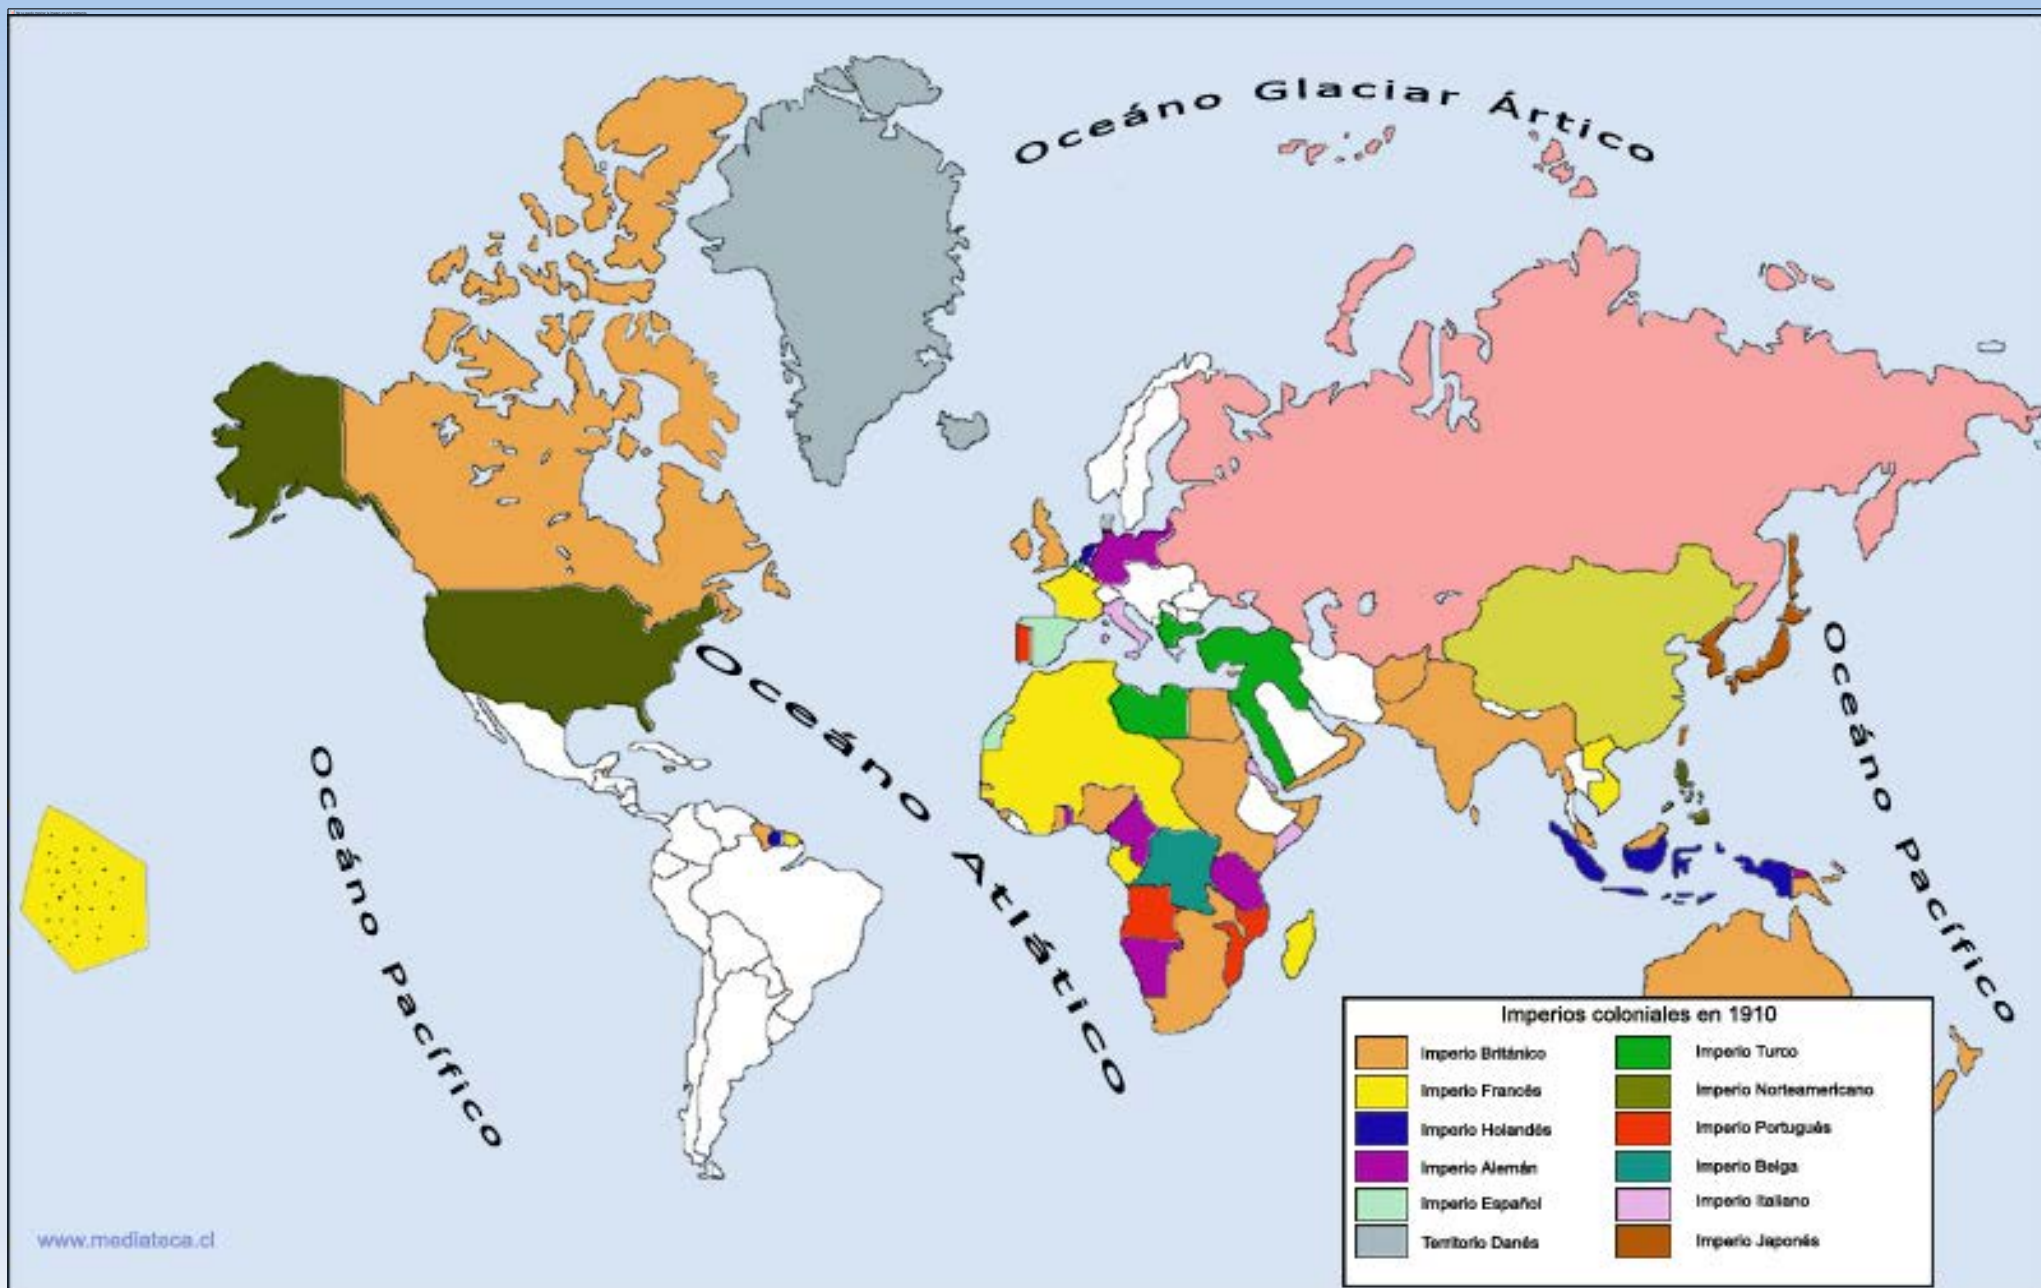 Oceáno Glaciar Ártico
Oceáno Atlático
Oceáno Pacífico
Oceáno Pacífico
Imperios coloniales en 1910
Imperio Británico
Imperio Turco
Imperio Francés
Imperio Norteamericano
Imperio Holandés
Imperio Portugués
Imperio Alemán
Imperio Belga
Imperio Español
Imperio Italiano
Territorio Danés
Imperio Japonés
www.mediateca.cl